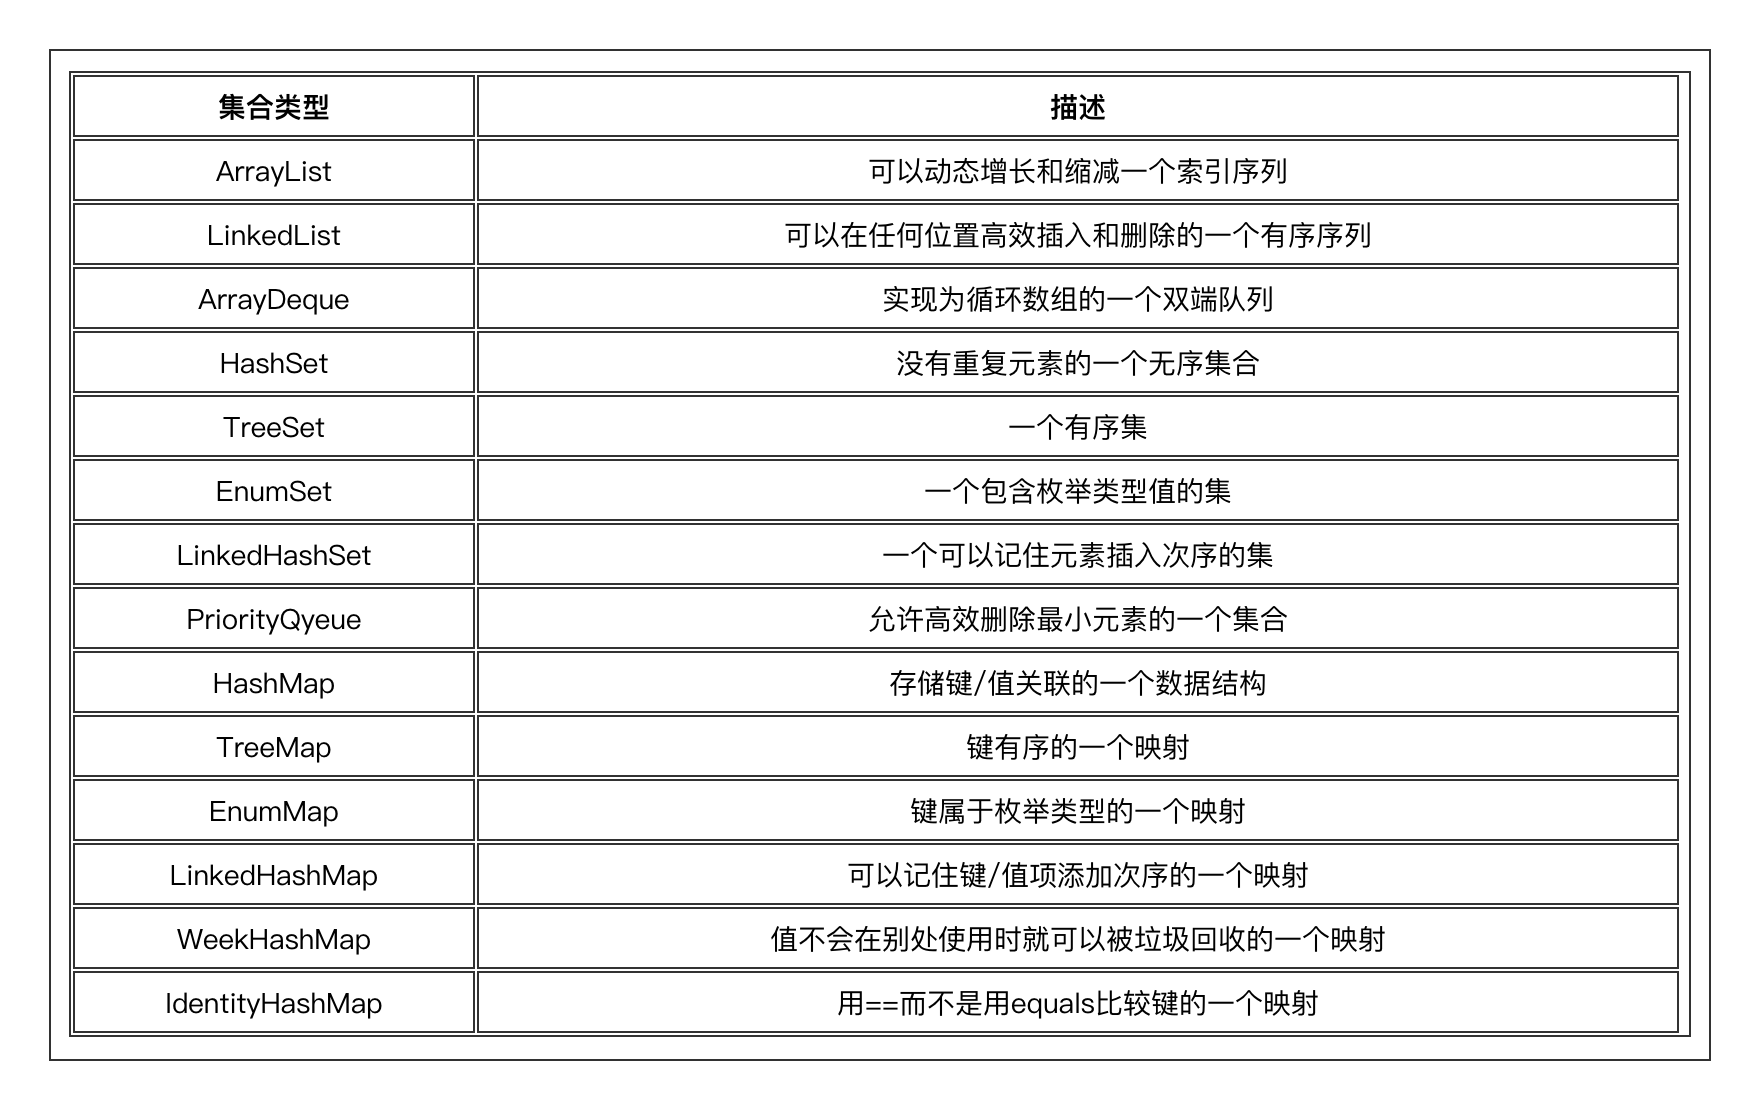 集合类型 描述
ArrayList 可以动态增长和缩减一个索引序列
LinkedList 可以在任何位置高效插入和删除的一个有序序列
ArrayDeque 实现为循环数组的一个双端队列
HashSet 没有重复元素的一个无序集合
TreeSet 一个有序集
EnumSet 一个包含枚举类型值的集
LinkedHashSet 一个可以记住元素插入次序的集
PriorityQyeue 允许高效删除最小元素的一个集合
HashMap 存储键/值关联的一个数据结构
TreeMap 键有序的一个映射
EnumMap 键属于枚举类型的一个映射
LinkedHashMap 可以记住键/值项添加次序的一个映射
WeekHashMap 值不会在别处使用时就可以被垃圾回收的一个映射
IdentityHashMap 用==而不是用equals比较键的一个映射